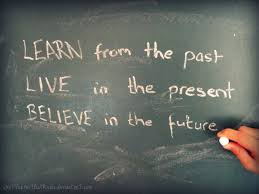 LEARN from the past
LIVE in the present
BELIEVE in the future